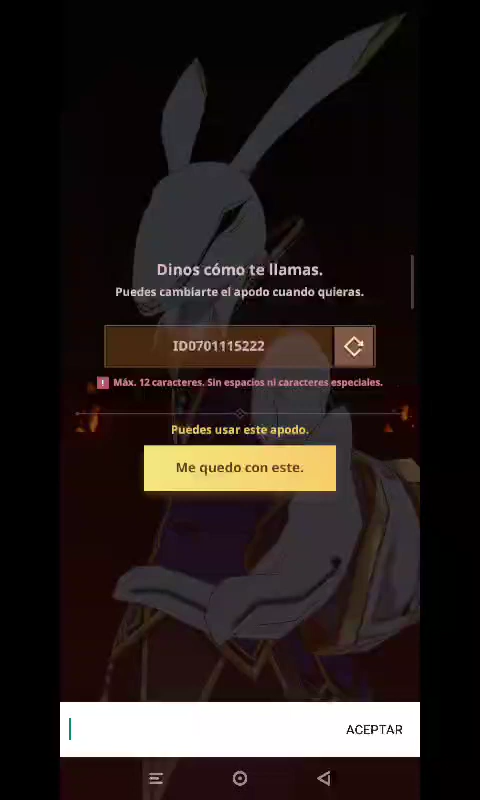 Dinos cómo te llamas.
Puedes cambiarte el apodo cuando quieras.
ID0701115222
! Máx. 12 caracteres. Sin espacios ni caracteres especiales.
Puedes usar este apodo.
Me quedo con este.
ACEPTAR